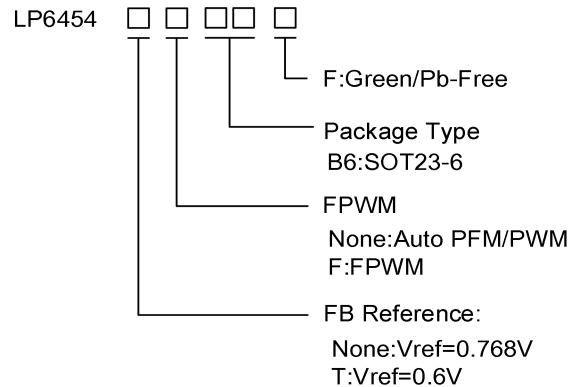 LP6454 □ □ □□ □
F:Green/Pb-Free
Package Type
B6:SOT23-6
FPWM
None:Auto PFM/PWM
F:FPWM
FB Reference:
None:Vref=0.768V
T:Vref=0.6V